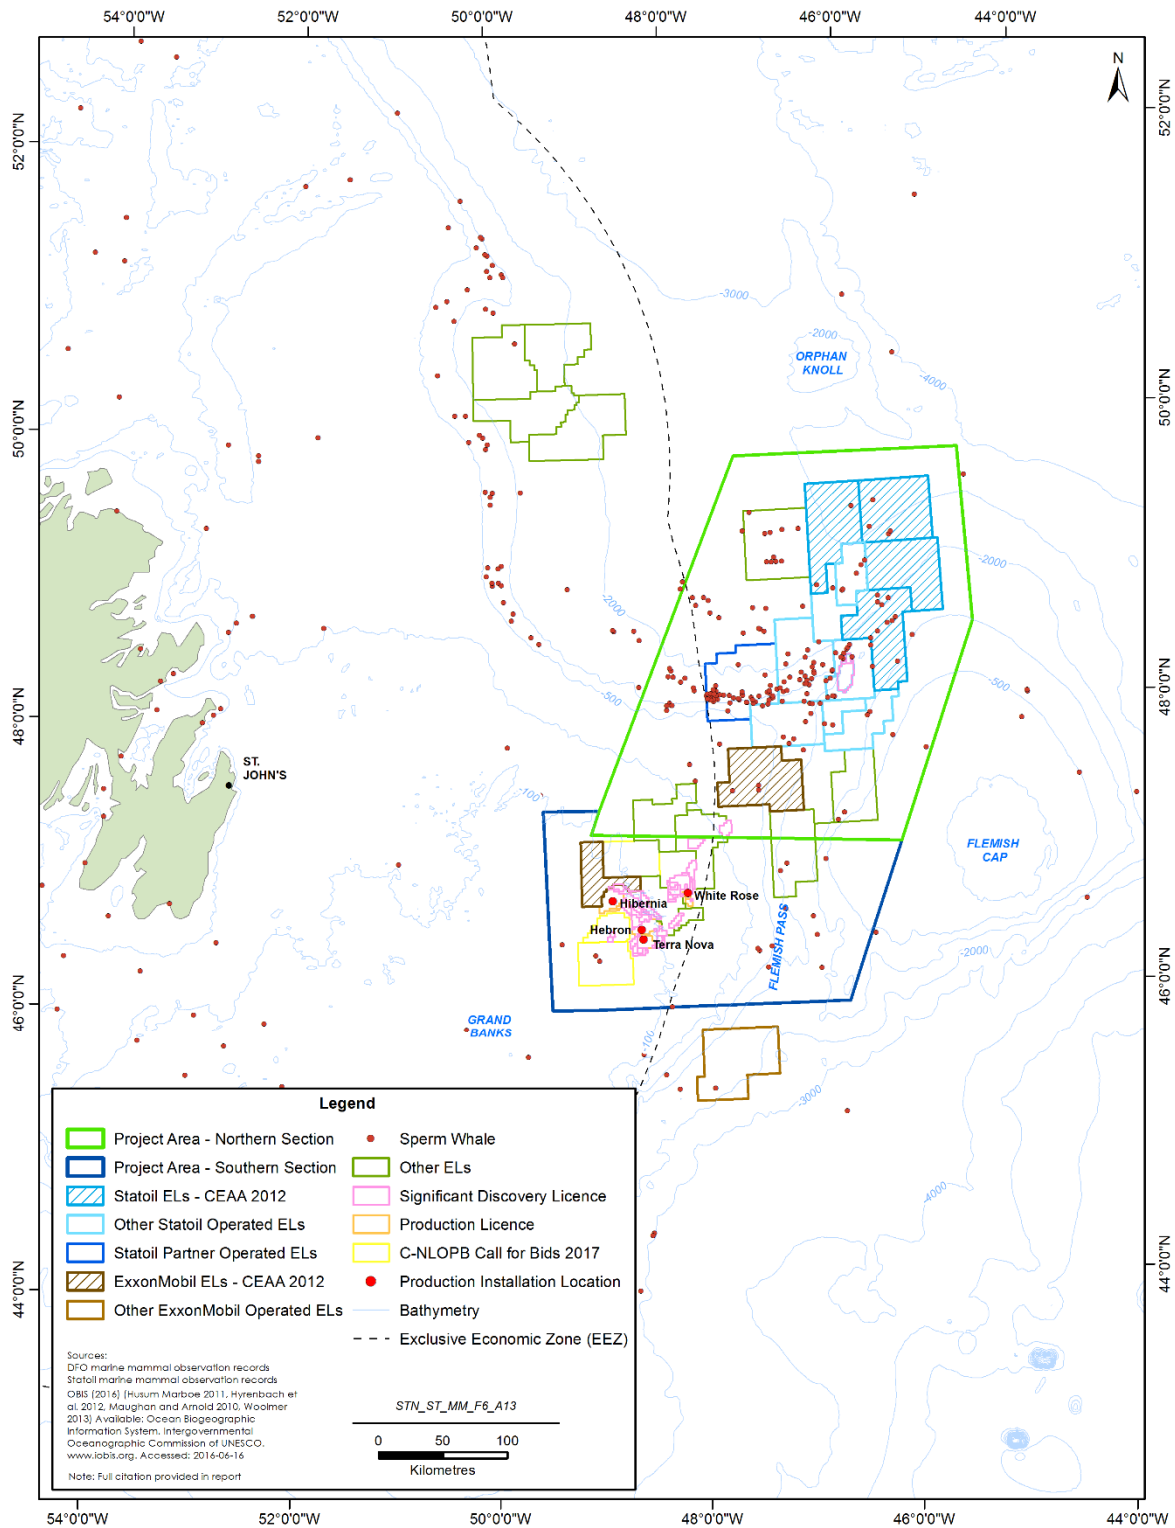 54°0'0"W
52°0'0"W
50°0'0"W
48°0'0"W
46°0'0"W
44°0'0"W
N
52°0'0"N
52°0'0"N
-3000
-2000
ORPHAN
KNOLL
-4000
50°0'0"N
50°0'0"N
-2000
-2000
-500
-500
48°0'0"N
48°0'0"N
ST.
JOHN'S
-100
FLEMISH
CAP
White Rose
Hibernia
Hebron
Terra Nova
FLEMISH PASS
-2000
46°0'0"N
46°0'0"N
GRAND
BANKS
-100
-3000
-4000
44°0'0"N
44°0'0"N
Legend
Project Area - Northern Section
Project Area - Southern Section
Statoil ELs - CEAA 2012
Other Statoil Operated ELs
Statoil Partner Operated ELs
ExxonMobil ELs - CEAA 2012
Other ExxonMobil Operated ELs
Sperm Whale
Other ELs
Significant Discovery Licence
Production Licence
C-NLOPB Call for Bids 2017
Production Installation Location
Bathymetry
Exclusive Economic Zone (EEZ)
Sources:
DFO marine mammal observation records
Statoil marine mammal observation records
OBIS (2016) (Husum Marboe 2011, Hyrenbach et
al. 2012, Maughan and Arnold 2010, Woolmer
2013) Available: Ocean Biogeographic
Information System. Intergovernmental
Oceanographic Commission of UNESCO.
www.iobis.org. Accessed: 2016-06-16
Note: Full citation provided in report
STN_ST_MM_F6_A13
0 50 100
Kilometres
54°0'0"W
52°0'0"W
50°0'0"W
48°0'0"W
46°0'0"W
44°0'0"W